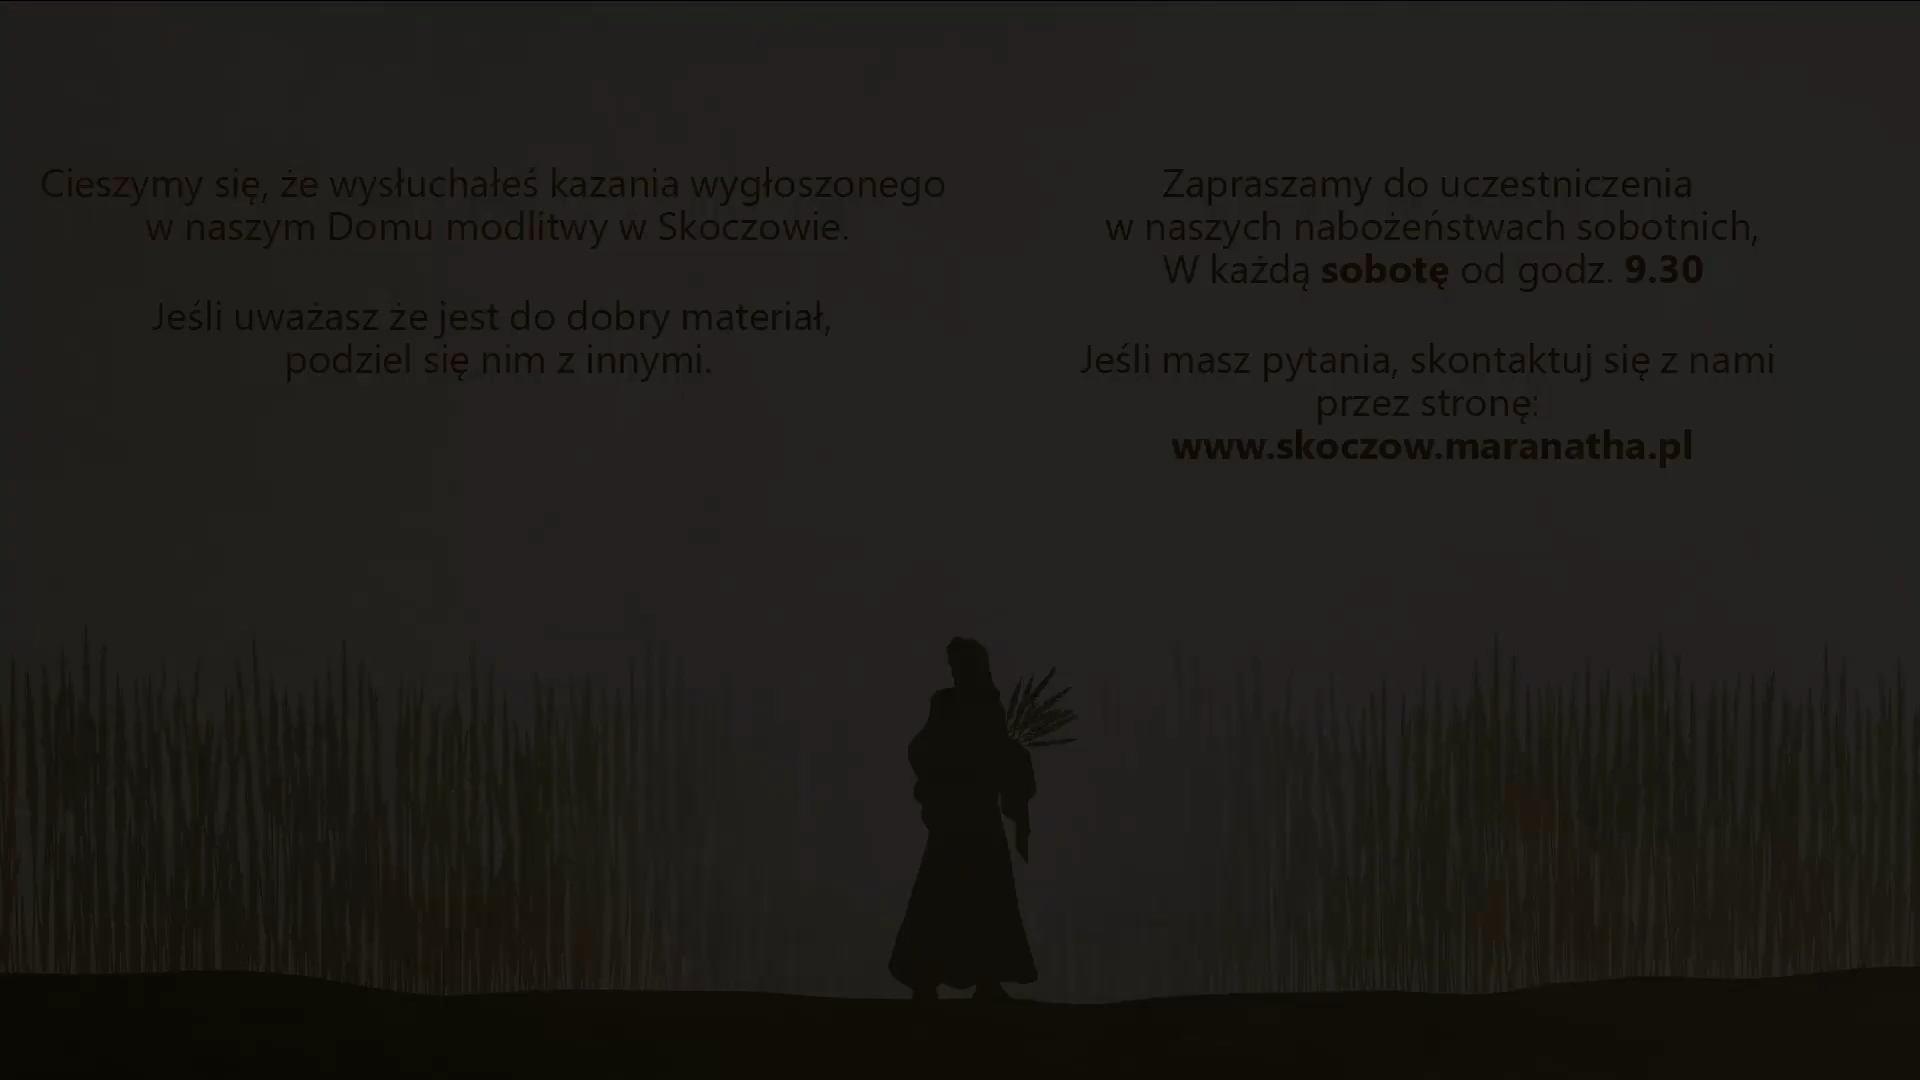 Cieszymy się, że wysłuchałeś kazania wygłoszonego
w naszym Domu modlitwy w Skoczowie.
Jeśli uważasz że jest do dobry materiał,
podziel się nim z innymi.
Zapraszamy do uczestniczenia
w naszych nabożeństwach sobotnich,
W każdą sobotę od godz. 9.30
Jeśli masz pytania, skontaktuj się z nami
przez stronę:
www.skoczow.maranatha.pl